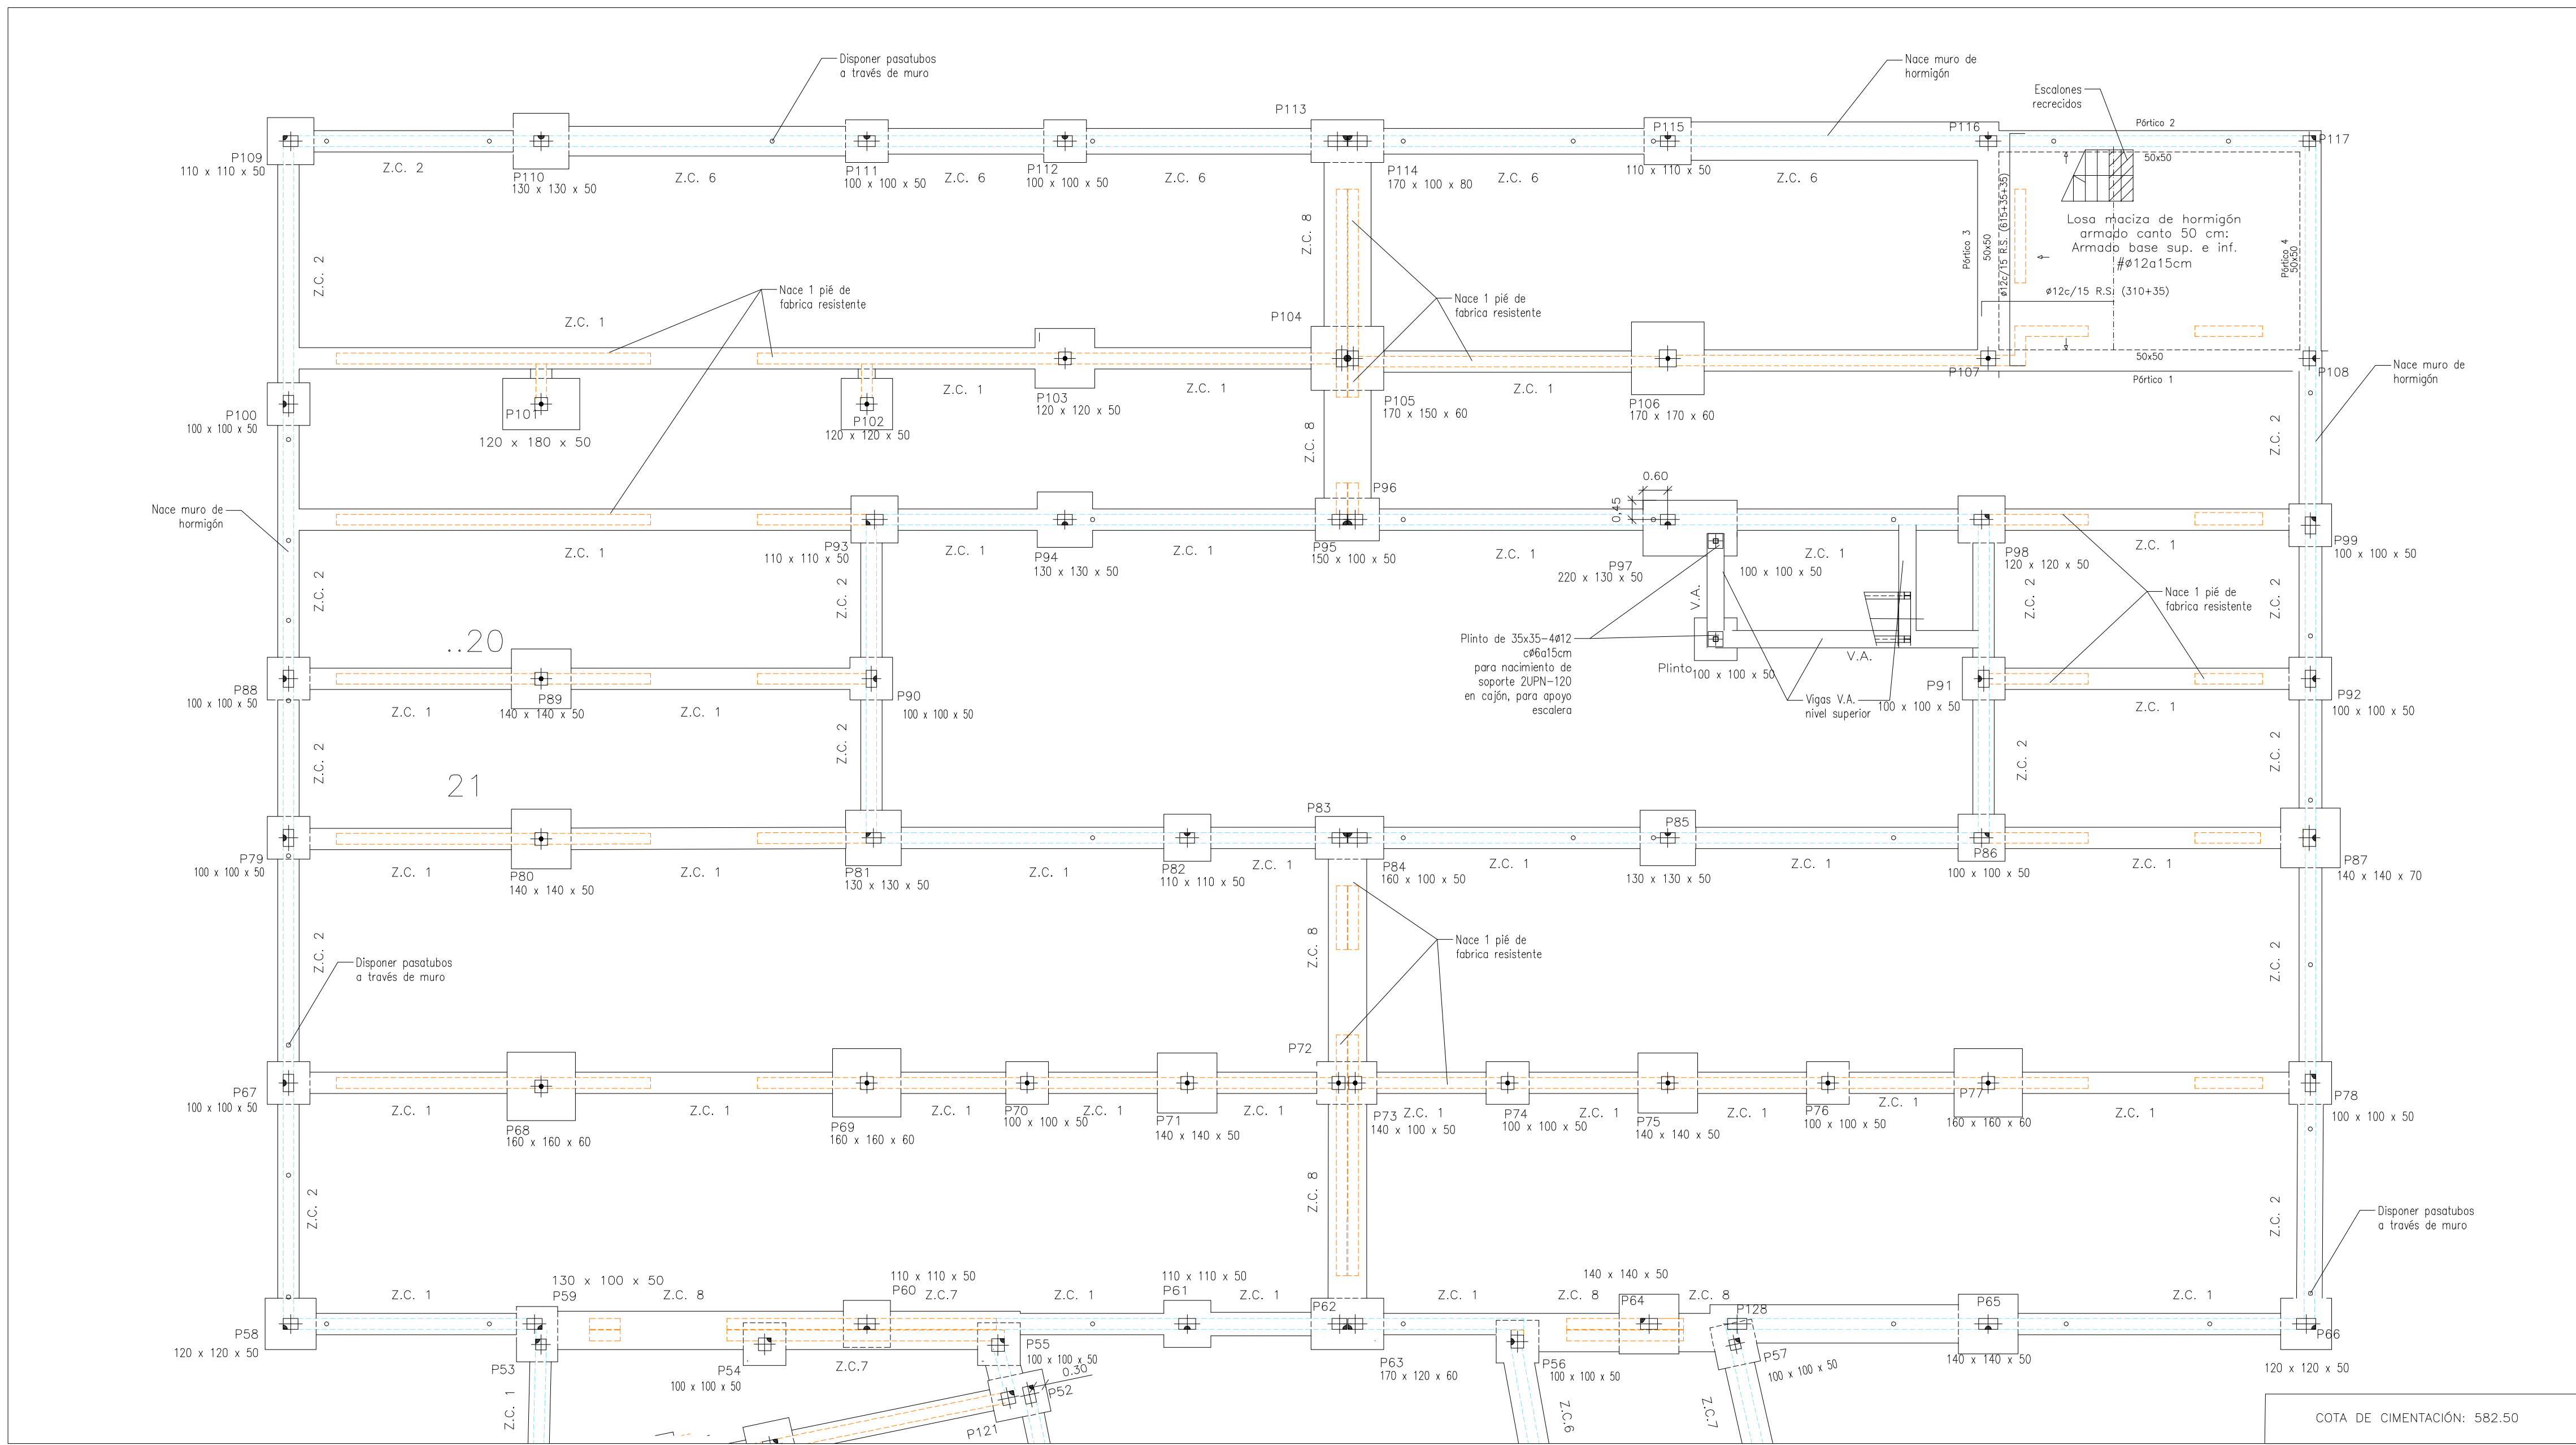 Disponer pasatubos
a través de muro
Nace muro de
hormigón
Escalones
recrecidos
P113
P115
P116
Pórtico 2
P117
P109
110 x 110 x 50
Z.C. 2
P110
130 x 130 x 50
Z.C. 6
P111
100 x 100 x 50
Z.C. 6
P112
100 x 100 x 50
Z.C. 6
P114
170 x 100 x 80
Z.C. 6
110 x 110 x 50
Z.C. 6
50x50
Z.C. 2
Z.C. 8
Pórtico 3
50x50
ø12c/15 R.S. (615+35+35)
Losa maciza de hormigón
armado canto 50 cm:
Armado base sup. e inf.
#ø12a15cm
Pórtico 4
50x50
ø12c/15 R.S. (310+35)
Nace 1 pié de
fabrica resistente
Nace 1 pié de
fabrica resistente
Z.C. 1
P104
50x50
P107
Pórtico 1
P108
Nace muro de
hormigón
P100
100 x 100 x 50
P101
120 x 180 x 50
P102
120 x 120 x 50
Z.C. 1
P103
120 x 120 x 50
Z.C. 1
P105
170 x 150 x 60
Z.C. 1
P106
170 x 170 x 60
Z.C. 8
Z.C. 2
P96
0.60
0,45
Nace muro de
hormigón
Z.C. 1
P93
110 x 110 x 50
Z.C. 1
P94
130 x 130 x 50
Z.C. 1
P95
150 x 100 x 50
Z.C. 1
P97
220 x 130 x 50
100 x 100 x 50
Z.C. 1
P98
120 x 120 x 50
Z.C. 1
P99
100 x 100 x 50
Z.C. 2
Z.C. 2
V.A.
Z.C. 2
Z.C. 2
Nace 1 pié de
fabrica resistente
..20
Plinto de 35x35-4ø12
cø6a15cm
para nacimiento de
soporte 2UPN-120
en cajón, para apoyo
escalera
Plinto
100 x 100 x 50
V.A.
Vigas V.A.
nivel superior
P88
100 x 100 x 50
Z.C. 1
P89
140 x 140 x 50
Z.C. 1
P90
100 x 100 x 50
P91
100 x 100 x 50
Z.C. 1
P92
100 x 100 x 50
Z.C. 2
Z.C. 2
Z.C. 2
Z.C. 2
21
P83
P85
P79
100 x 100 x 50
Z.C. 1
P80
140 x 140 x 50
Z.C. 1
P81
130 x 130 x 50
Z.C. 1
P82
110 x 110 x 50
Z.C. 1
P84
160 x 100 x 50
Z.C. 1
130 x 130 x 50
Z.C. 1
P86
100 x 100 x 50
Z.C. 1
P87
140 x 140 x 70
Z.C. 2
Disponer pasatubos
a través de muro
Z.C. 8
Nace 1 pié de
fabrica resistente
Z.C. 2
P72
P67
100 x 100 x 50
Z.C. 1
P68
160 x 160 x 60
Z.C. 1
P69
160 x 160 x 60
Z.C. 1
P70
100 x 100 x 50
Z.C. 1
P71
140 x 140 x 50
Z.C. 1
P73
140 x 100 x 50
Z.C. 1
P74
100 x 100 x 50
Z.C. 1
P75
140 x 140 x 50
Z.C. 1
P76
100 x 100 x 50
Z.C. 1
P77
160 x 160 x 60
Z.C. 1
P78
100 x 100 x 50
Z.C. 2
Z.C. 8
Z.C. 2
Disponer pasatubos
a través de muro
Z.C. 1
130 x 100 x 50
P59
Z.C. 8
110 x 110 x 50
P60
Z.C.7
Z.C. 1
110 x 110 x 50
P61
Z.C. 1
P62
Z.C. 1
Z.C. 8
140 x 140 x 50
P64
Z.C. 8
P128
P65
Z.C. 1
P66
P58
120 x 120 x 50
P53
P54
100 x 100 x 50
Z.C.7
P55
100 x 100 x 50
0.30
P52
P121
P63
170 x 120 x 60
P56
100 x 100 x 50
P57
100 x 100 x 50
140 x 140 x 50
120 x 120 x 50
Z.C. 1
Z.C.6
Z.C.7
COTA DE CIMENTACIÓN: 582.50